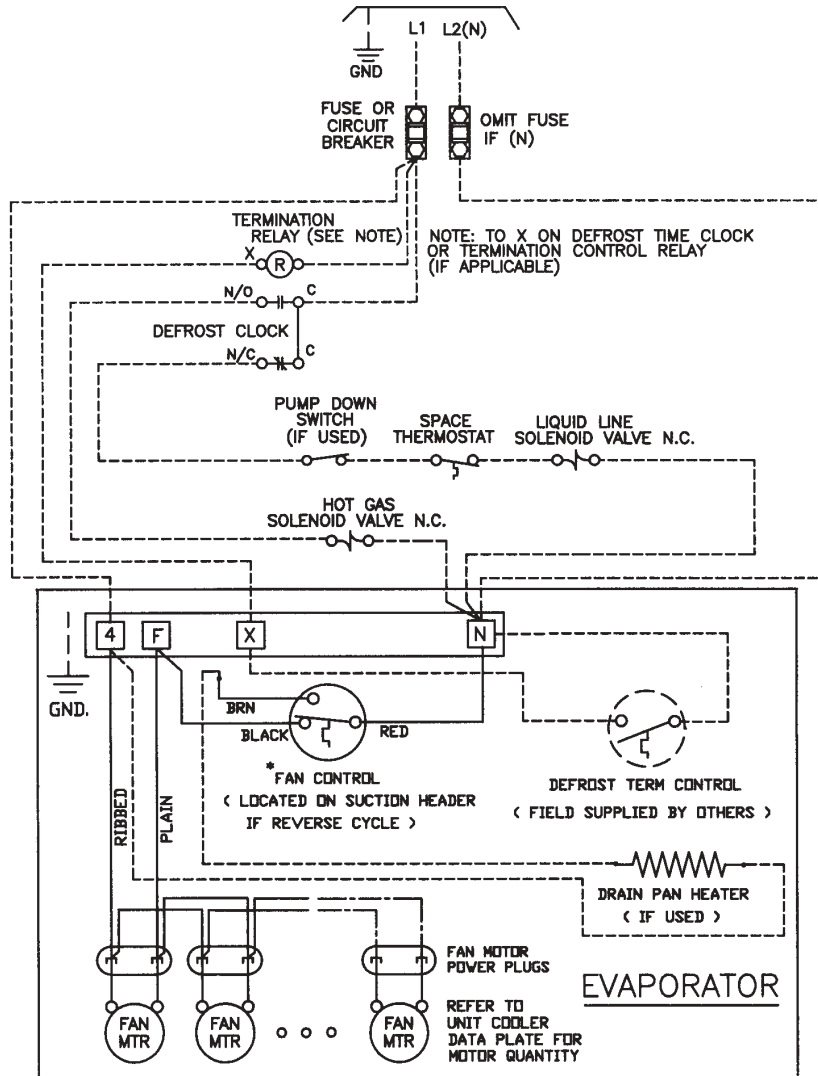 L1 L2(N)
GND
FUSE OR
CIRCUIT
BREAKER
OMIT FUSE
IF (N)
TERMINATION
RELAY (SEE NOTE)
NOTE: TO X ON DEFROST TIME CLOCK
OR TERMINATION CONTROL RELAY
(IF APPLICABLE)
X
R
N/O
C
DEFROST CLOCK
N/C
C
PUMP DOWN
SWITCH
(IF USED)
SPACE
THERMOSTAT
LIQUID LINE
SOLENOID VALVE N.C.
HOT GAS
SOLENOID VALVE N.C.
4
F
X
N
GND.
BRN
BLACK
RED
*
FAN CONTROL
( LOCATED ON SUCTION HEADER
IF REVERSE CYCLE )
DEFROST TERM CONTROL
( FIELD SUPPLIED BY OTHERS )
RIBBED
PLAIN
DRAIN PAN HEATER
( IF USED )
FAN MOTOR
POWER PLUGS
EVAPORATOR
FAN
MTR
FAN
MTR
FAN
MTR
REFER TO
UNIT COOLER
DATA PLATE FOR
MOTOR QUANTITY